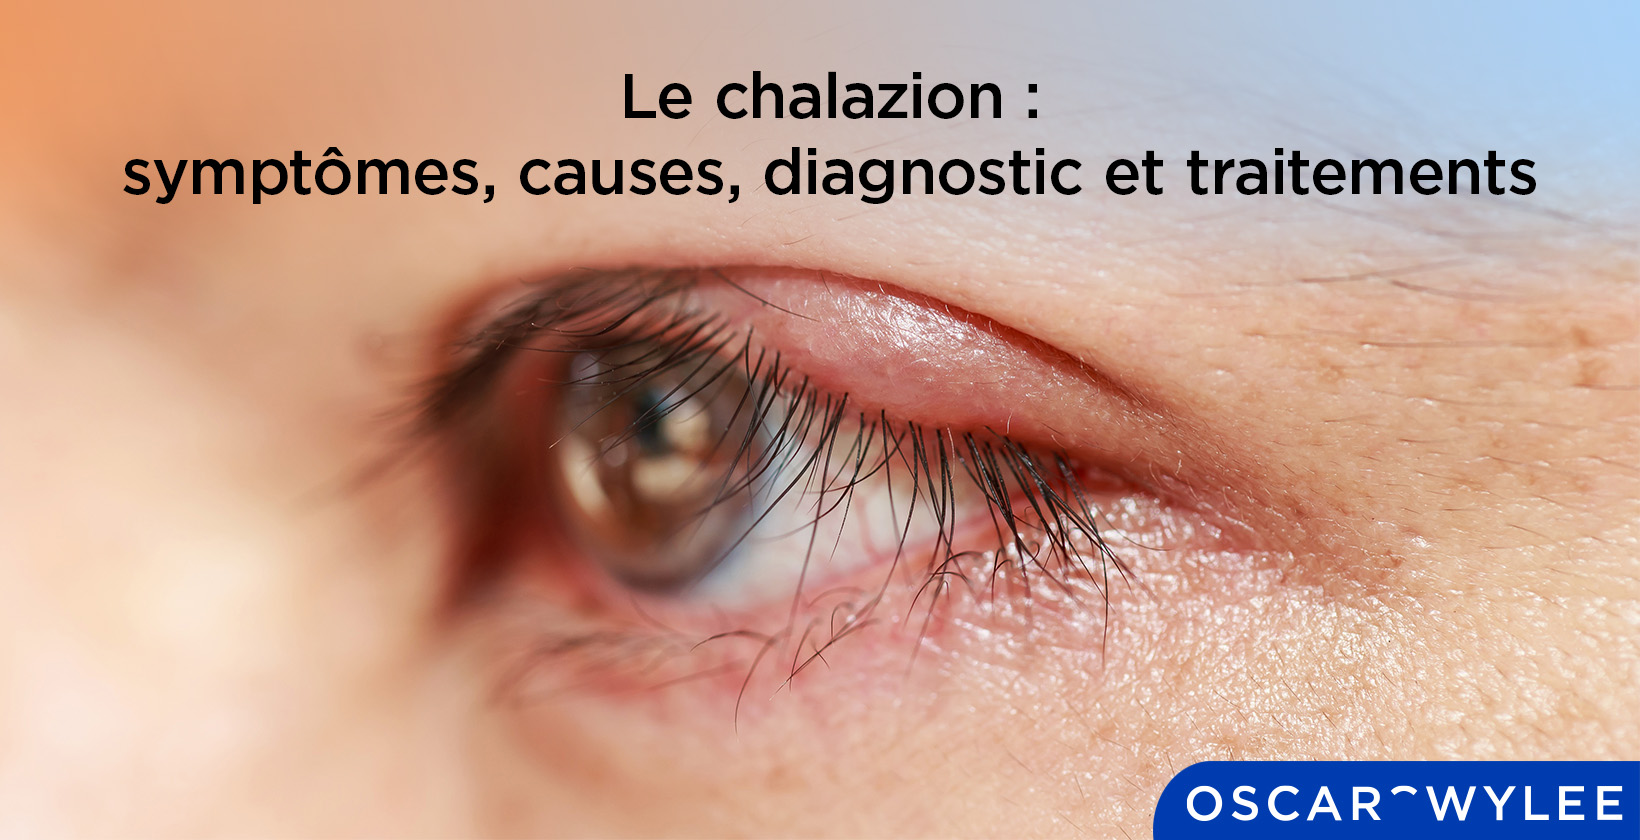 Le chalazion :
symptômes, causes, diagnostic et traitements
OSCAR WYLEE